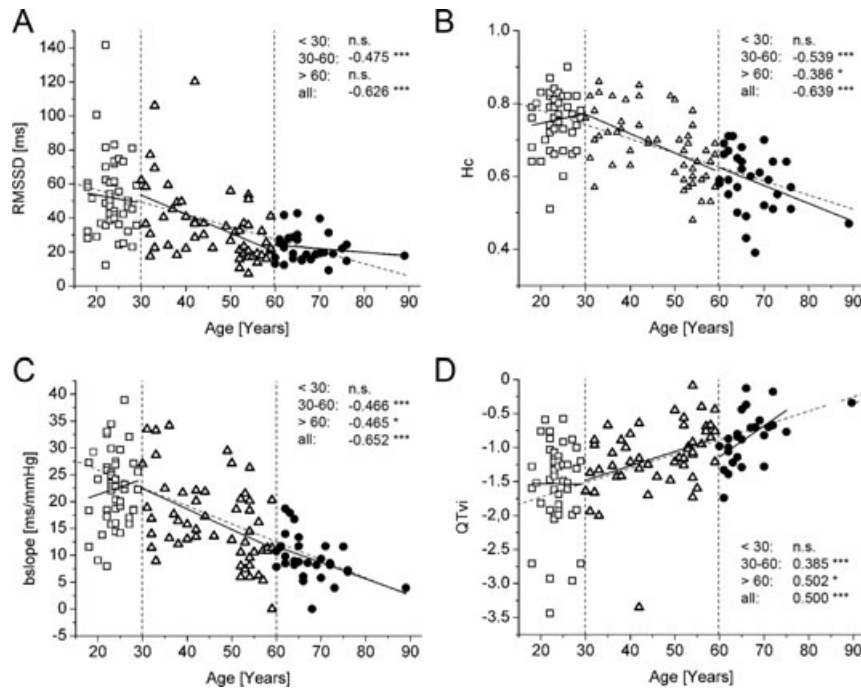 A
< 30: n.s.
30-60: -0.475 ***
> 60: n.s.
all: -0.626 ***
140
120
100
80
60
40
20
0
RMSSD [ms]
20 30 40 50 60 70 80 90
Age [Years]
B
< 30: n.s.
30-60: -0.539 ***
> 60: -0.386 *
all: -0.639 ***
1.0
0.8
0.6
0.4
Hc
20 30 40 50 60 70 80 90
Age [Years]
C
< 30: n.s.
30-60: -0.466 ***
> 60: -0.465 *
all: -0.652 ***
40
35
30
25
20
15
10
5
0
-5
bslope [ms/mmHg]
20 30 40 50 60 70 80 90
Age [Years]
D
0
-0.5
-1.0
-1.5
-2.0
-2.5
-3.0
-3.5
QTvi
< 30: n.s.
30-60: 0.385 ***
> 60: 0.502 *
all: 0.500 ***
20 30 40 50 60 70 80 90
Age [Years]